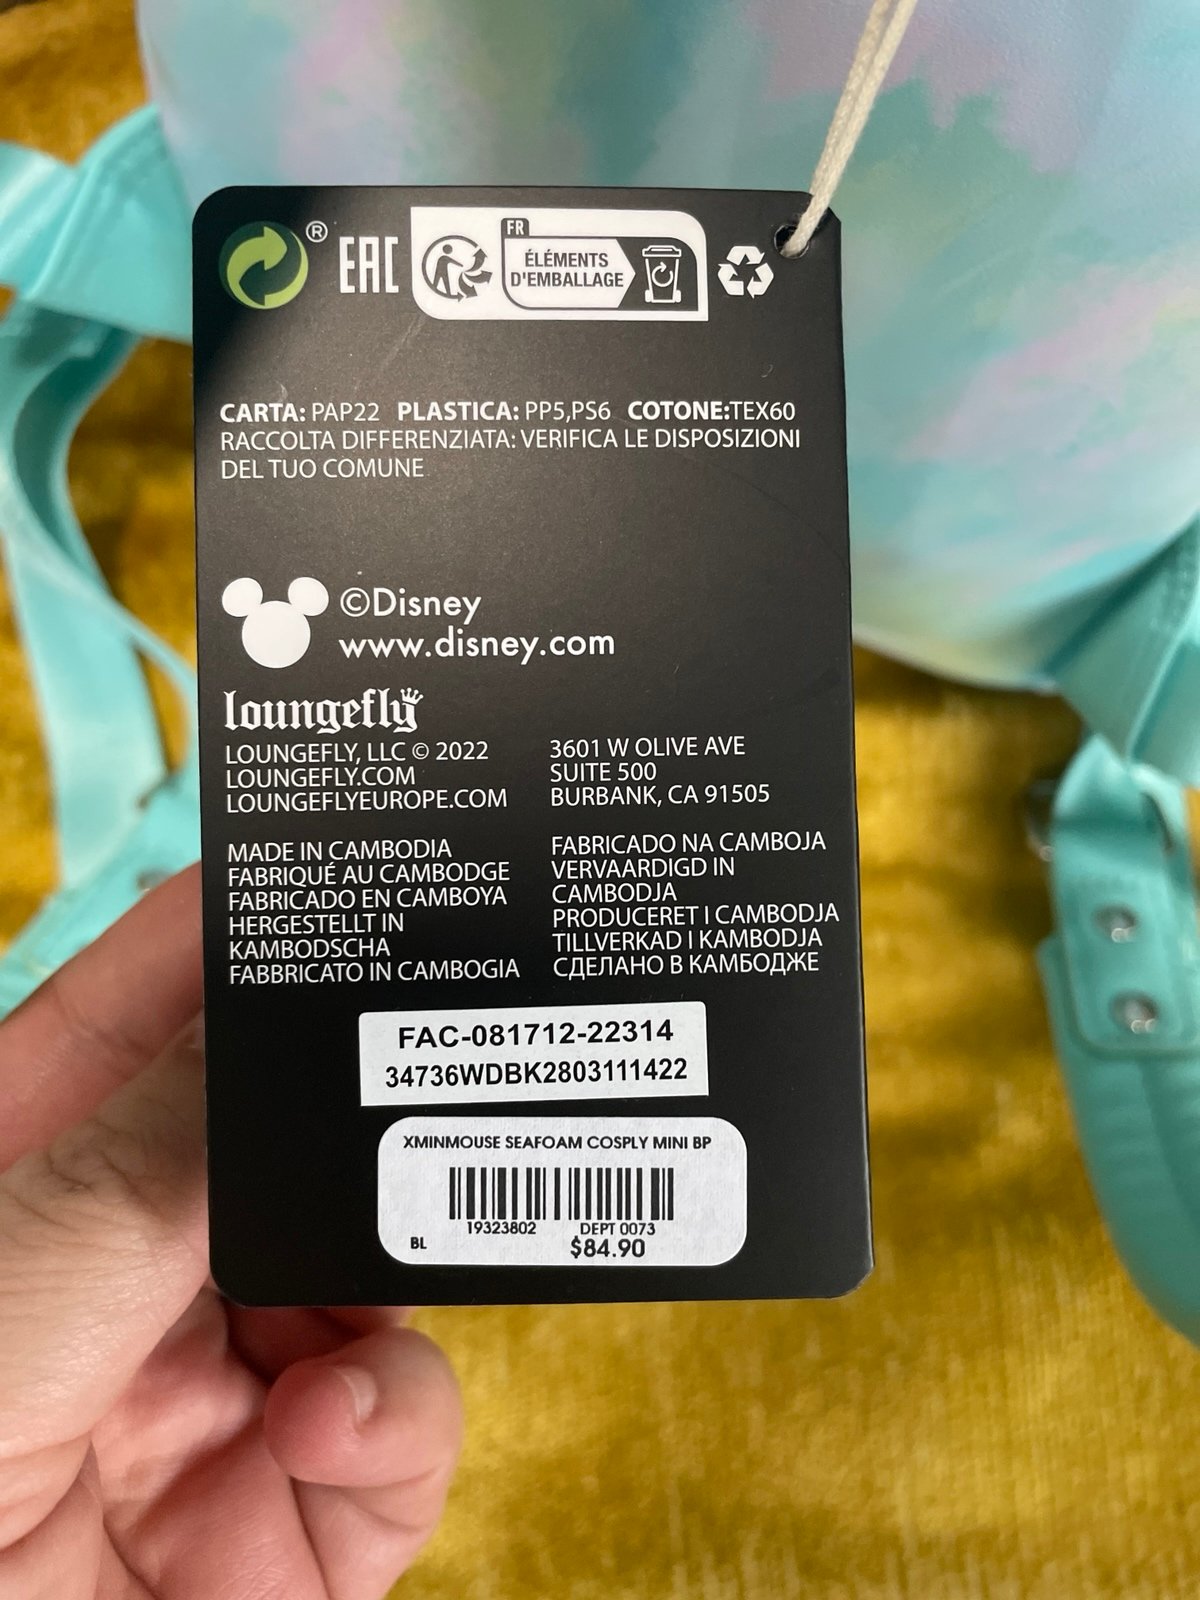 ®
EAC
FR
ÉLÉMENTS
D'EMBALLAGE
CARTA: PAP22 PLASTICA: PP5,PS6 COTONE:TEX60
RACCOLTA DIFFERENZIATA: VERIFICA LE DISPOSIZIONI
DEL TUO COMUNE
©Disney
www.disney.com
loungefly
LOUNGEFLY, LLC © 2022
LOUNGEFLY.COM
LOUNGEFLYEUROPE.COM
3601 W OLIVE AVE
SUITE 500
BURBANK, CA 91505
MADE IN CAMBODIA
FABRIQUÉ AU CAMBODGE
FABRICADO EN CAMBOYA
HERGESTELLT IN
KAMBODSCHA
FABBRICATO IN CAMBOGIA
FABRICADO NA CAMBOJA
VERVAARDIGD IN
CAMBODJA
PRODUCERET I CAMBODJA
TILLVERKAD I KAMBODJA
СДЕЛАНО В КАМБОДЖЕ
FAC-081712-22314
34736WDBK2803111422
XMINMOUSE SEAFOAM COSPLY MINI BP
19323802 DEPT 0073
BL $84.90